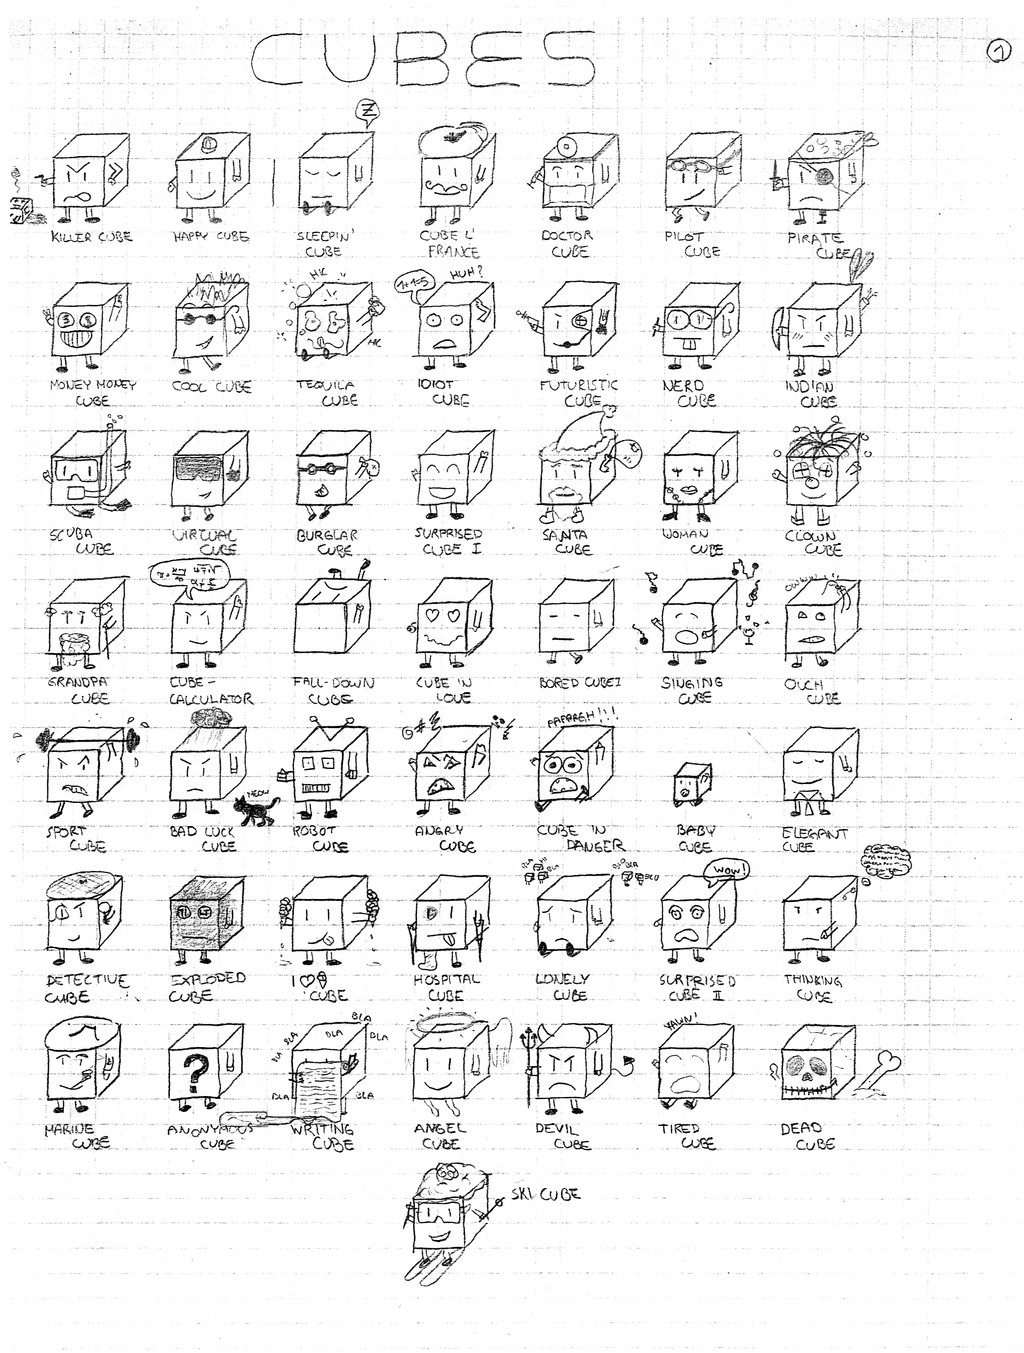 CUBES
1
Z
KILLER CUBE
HAPPY CUBE
SLEEPIN' CUBE
CUBE L' FRANCE
DOCTOR CUBE
PILOT CUBE
PIRATE CUBE
HIC
1+1=5
HUH?
HIC
MONEY MONEY CUBE
COOL CUBE
TEQUILA CUBE
IDIOT CUBE
FUTURISTIC CUBE
NERD CUBE
INDIAN CUBE
SCUBA CUBE
VIRTUAL CUBE
BURGLAR CUBE
SURPRISED CUBE I
SANTA CUBE
WOMAN CUBE
CLOWN CUBE
OWWW!!!
GRANDPA CUBE
CUBE-CALCULATOR
FALL-DOWN CUBE
CUBE IN LOVE
BORED CUBE I
SINGING CUBE
OUCH CUBE
MEOW
SPORT CUBE
BAD LUCK CUBE
ROBOT CUBE
ANGRY CUBE
CUBE IN DANGER
BABY CUBE
ELEGANT CUBE
BLA
WOW!
DETECTIVE CUBE
EXPLODED CUBE
I ♡ CUBE
HOSPITAL CUBE
LONELY CUBE
SURPRISED CUBE II
THINKING CUBE
BLA
BLA
BLA
BLA
BLA
BLA
YAWN!
MARINE CUBE
?
ANONYMOUS CUBE
WRITING CUBE
ANGEL CUBE
DEVIL CUBE
TIRED CUBE
DEAD CUBE
SKI CUBE